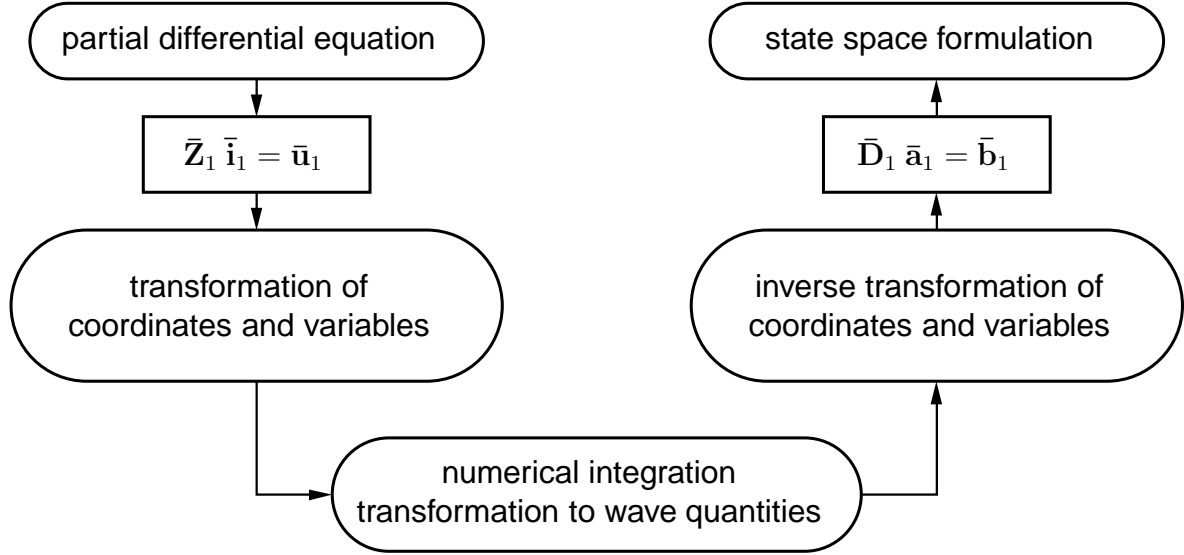 partial differential equation
Z̄₁ ī₁ = ū₁
transformation of
coordinates and variables
numerical integration
transformation to wave quantities
inverse transformation of
coordinates and variables
D̄₁ ā₁ = b̄₁
state space formulation